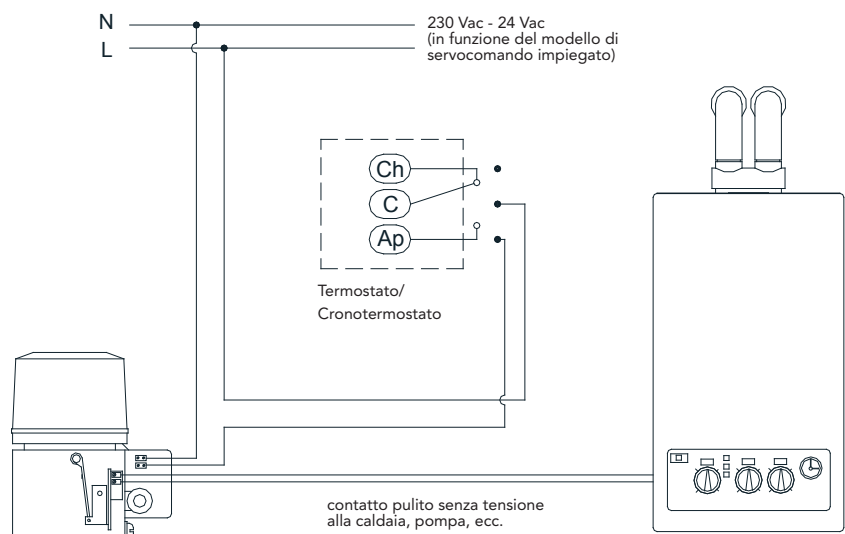 N
L
230 Vac - 24 Vac
(in funzione del modello di
servocomando impiegato)
Ch
C
Ap
Termostato/
Cronotermostato
contatto pulito senza tensione
alla caldaia, pompa, ecc.